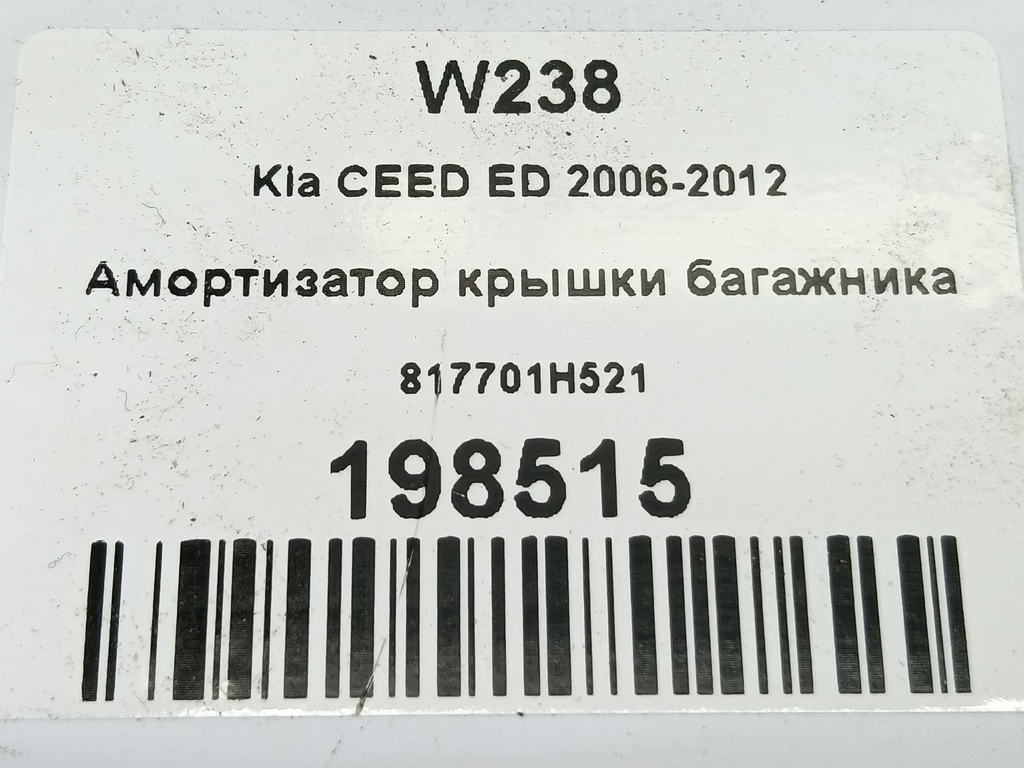 W238
Kia CEED ED 2006-2012
Амортизатор крышки багажника
817701H521
198515